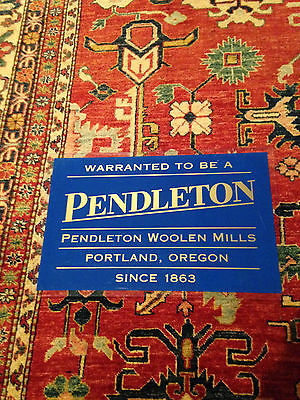 WARRANTED TO BE A
PENDLETON
PENDLETON WOOLEN MILLS
PORTLAND, OREGON
SINCE 1863